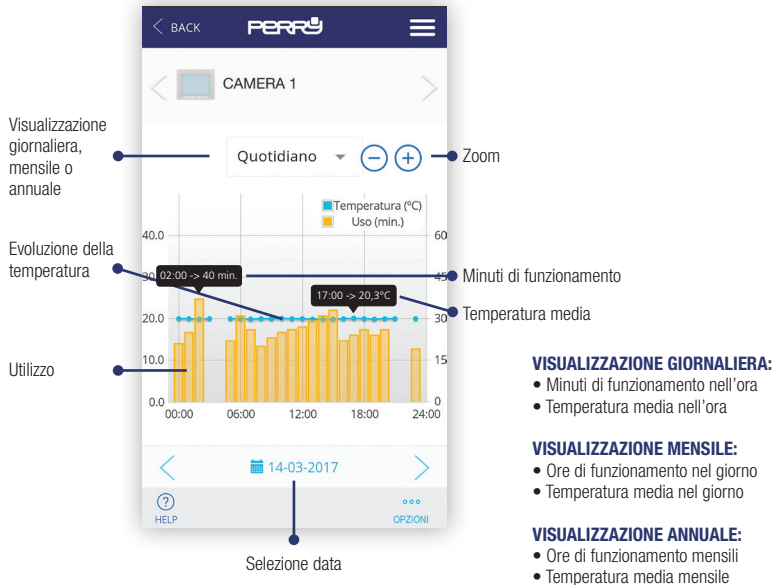 BACK
PERRY
CAMERA 1
Visualizzazione
giornaliera,
mensile o
annuale
Quotidiano
Zoom
Temperatura (°C)
Uso (min.)
40.0
60
Evoluzione della
temperatura
30
02:00 -> 40 min.
45
Minuti di funzionamento
17:00 -> 20,3°C
Temperatura media
20.0
30
Utilizzo
10.0
15
0.0
0
00:00
06:00
12:00
18:00
24:00
14-03-2017
?
HELP
OPZIONI
Selezione data
VISUALIZZAZIONE GIORNALIERA:
• Minuti di funzionamento nell'ora
• Temperatura media nell'ora
VISUALIZZAZIONE MENSILE:
• Ore di funzionamento nel giorno
• Temperatura media nel giorno
VISUALIZZAZIONE ANNUALE:
• Ore di funzionamento mensili
• Temperatura media mensile